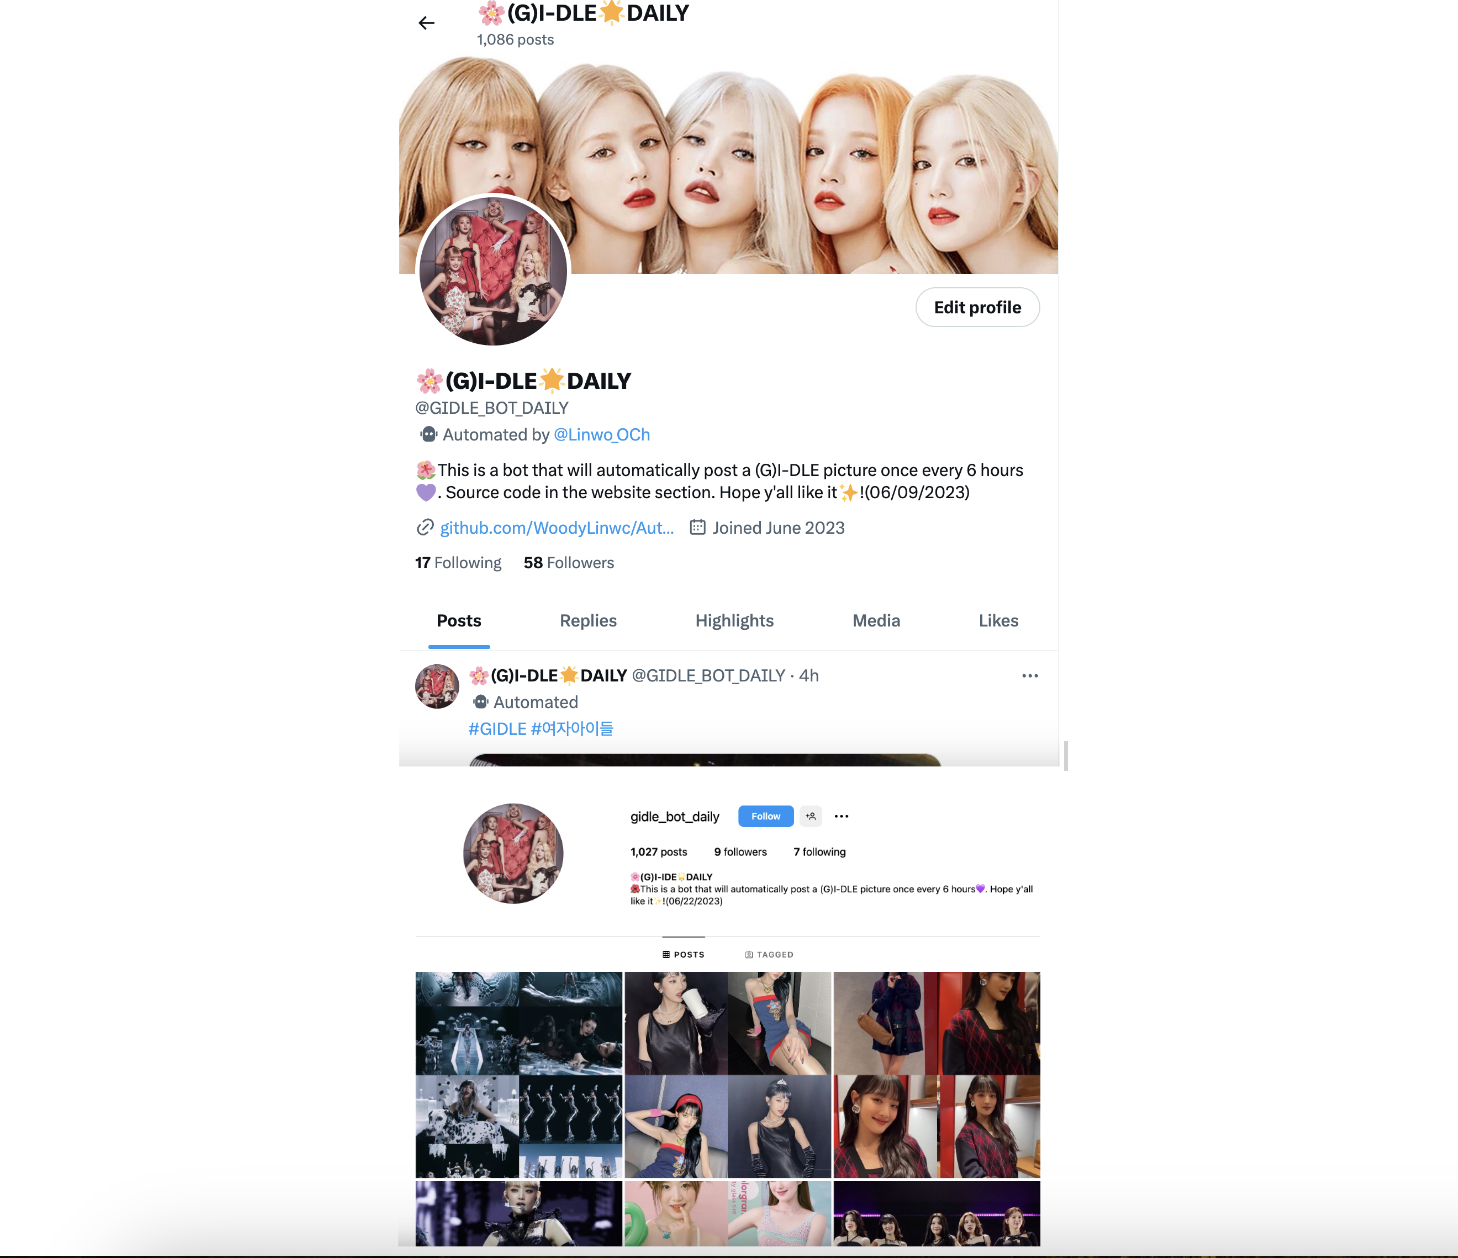 🌸(G)I-DLE🌟DAILY
1,086 posts
Edit profile
🌸(G)I-DLE🌟DAILY
@GIDLE_BOT_DAILY
Automated by @Linwo_OCh
🌺This is a bot that will automatically post a (G)I-DLE picture once every 6 hours
💜. Source code in the website section. Hope y'all like it✨!(06/09/2023)
github.com/WoodyLinwc/Aut... Joined June 2023
17 Following 58 Followers
Posts Replies Highlights Media Likes
🌸(G)I-DLE🌟DAILY @GIDLE_BOT_DAILY · 4h
Automated
#GIDLE #여자아이들
gidle_bot_daily Follow
1,027 posts 9 followers 7 following
🌸(G)I-IDE🌟DAILY
🌺This is a bot that will automatically post a (G)I-DLE picture once every 6 hours💜. Hope y'all
like it✨!(06/22/2023)
POSTS TAGGED